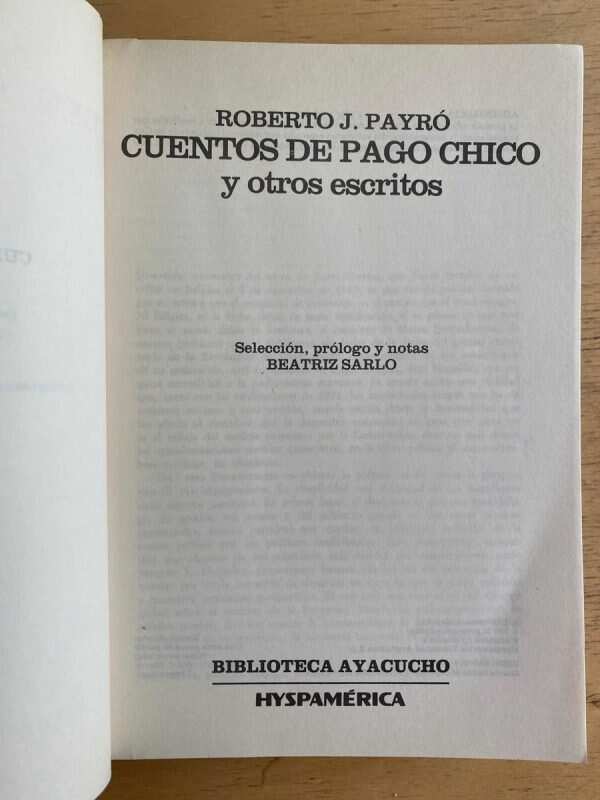 ROBERTO J. PAYRÓ
CUENTOS DE PAGO CHICO
y otros escritos
Selección, prólogo y notas
BEATRIZ SARLO
BIBLIOTECA AYACUCHO
HYSPAMÉRICA